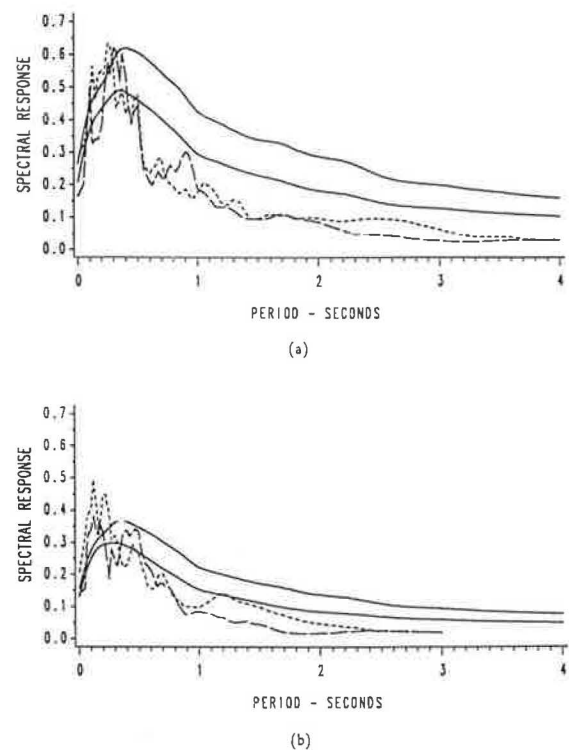 0.7
0.6
0.5
0.4
0.3
0.2
0.1
0.0
SPECTRAL RESPONSE
0 1 2 3 4
PERIOD - SECONDS
(a)
0.7
0.6
0.5
0.4
0.3
0.2
0.1
0.0
SPECTRAL RESPONSE
0 1 2 3 4
PERIOD - SECONDS
(b)